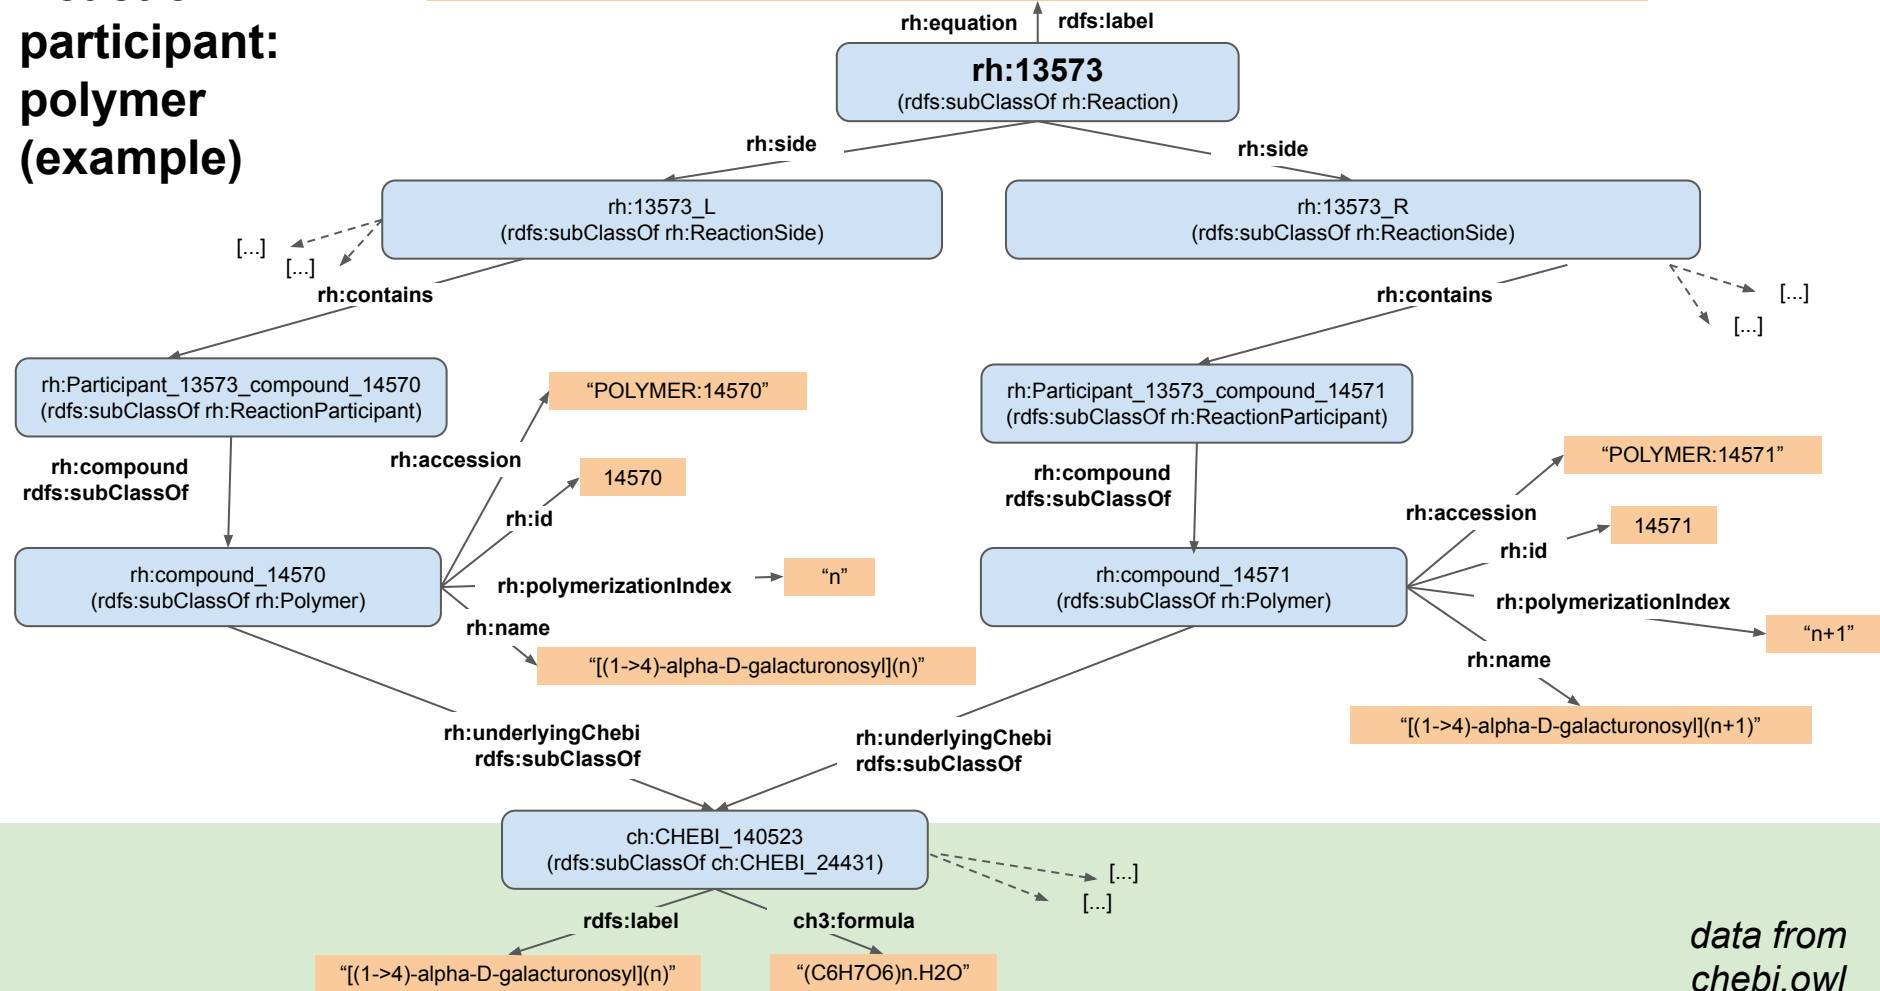 participant:
polymer
(example)
rh:equation
rdfs:label
rh:13573
(rdfs:subClassOf rh:Reaction)
rh:side
rh:side
rh:13573_L
(rdfs:subClassOf rh:ReactionSide)
rh:13573_R
(rdfs:subClassOf rh:ReactionSide)
[...]
[...]
[...]
[...]
rh:contains
rh:contains
rh:Participant_13573_compound_14570
(rdfs:subClassOf rh:ReactionParticipant)
rh:Participant_13573_compound_14571
(rdfs:subClassOf rh:ReactionParticipant)
rh:compound
rdfs:subClassOf
rh:accession
“POLYMER:14570”
rh:id
14570
rh:compound
rdfs:subClassOf
rh:accession
“POLYMER:14571”
rh:id
14571
rh:compound_14570
(rdfs:subClassOf rh:Polymer)
rh:polymerizationIndex
“n”
rh:name
“[(1->4)-alpha-D-galacturonosyl](n)”
rh:compound_14571
(rdfs:subClassOf rh:Polymer)
rh:polymerizationIndex
“n+1”
rh:name
“[(1->4)-alpha-D-galacturonosyl](n+1)”
rh:underlyingChebi
rdfs:subClassOf
rh:underlyingChebi
rdfs:subClassOf
ch:CHEBI_140523
(rdfs:subClassOf ch:CHEBI_24431)
[...]
[...]
rdfs:label
ch3:formula
“[(1->4)-alpha-D-galacturonosyl](n)”
“(C6H7O6)n.H2O”
data from
chebi.owl